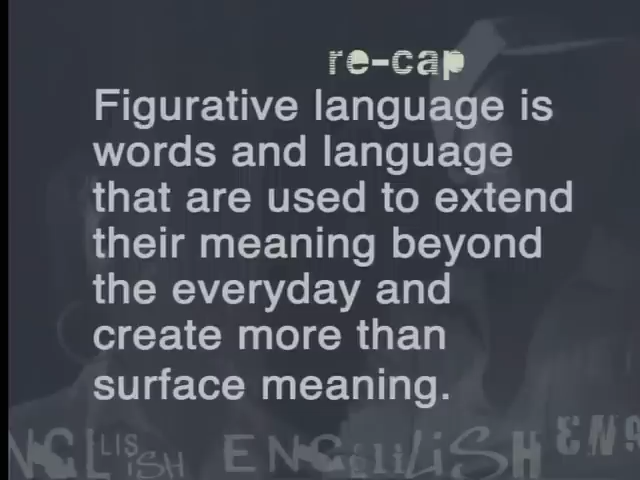 re-cap
Figurative language is
words and language
that are used to extend
their meaning beyond
the everyday and
create more than
surface meaning.